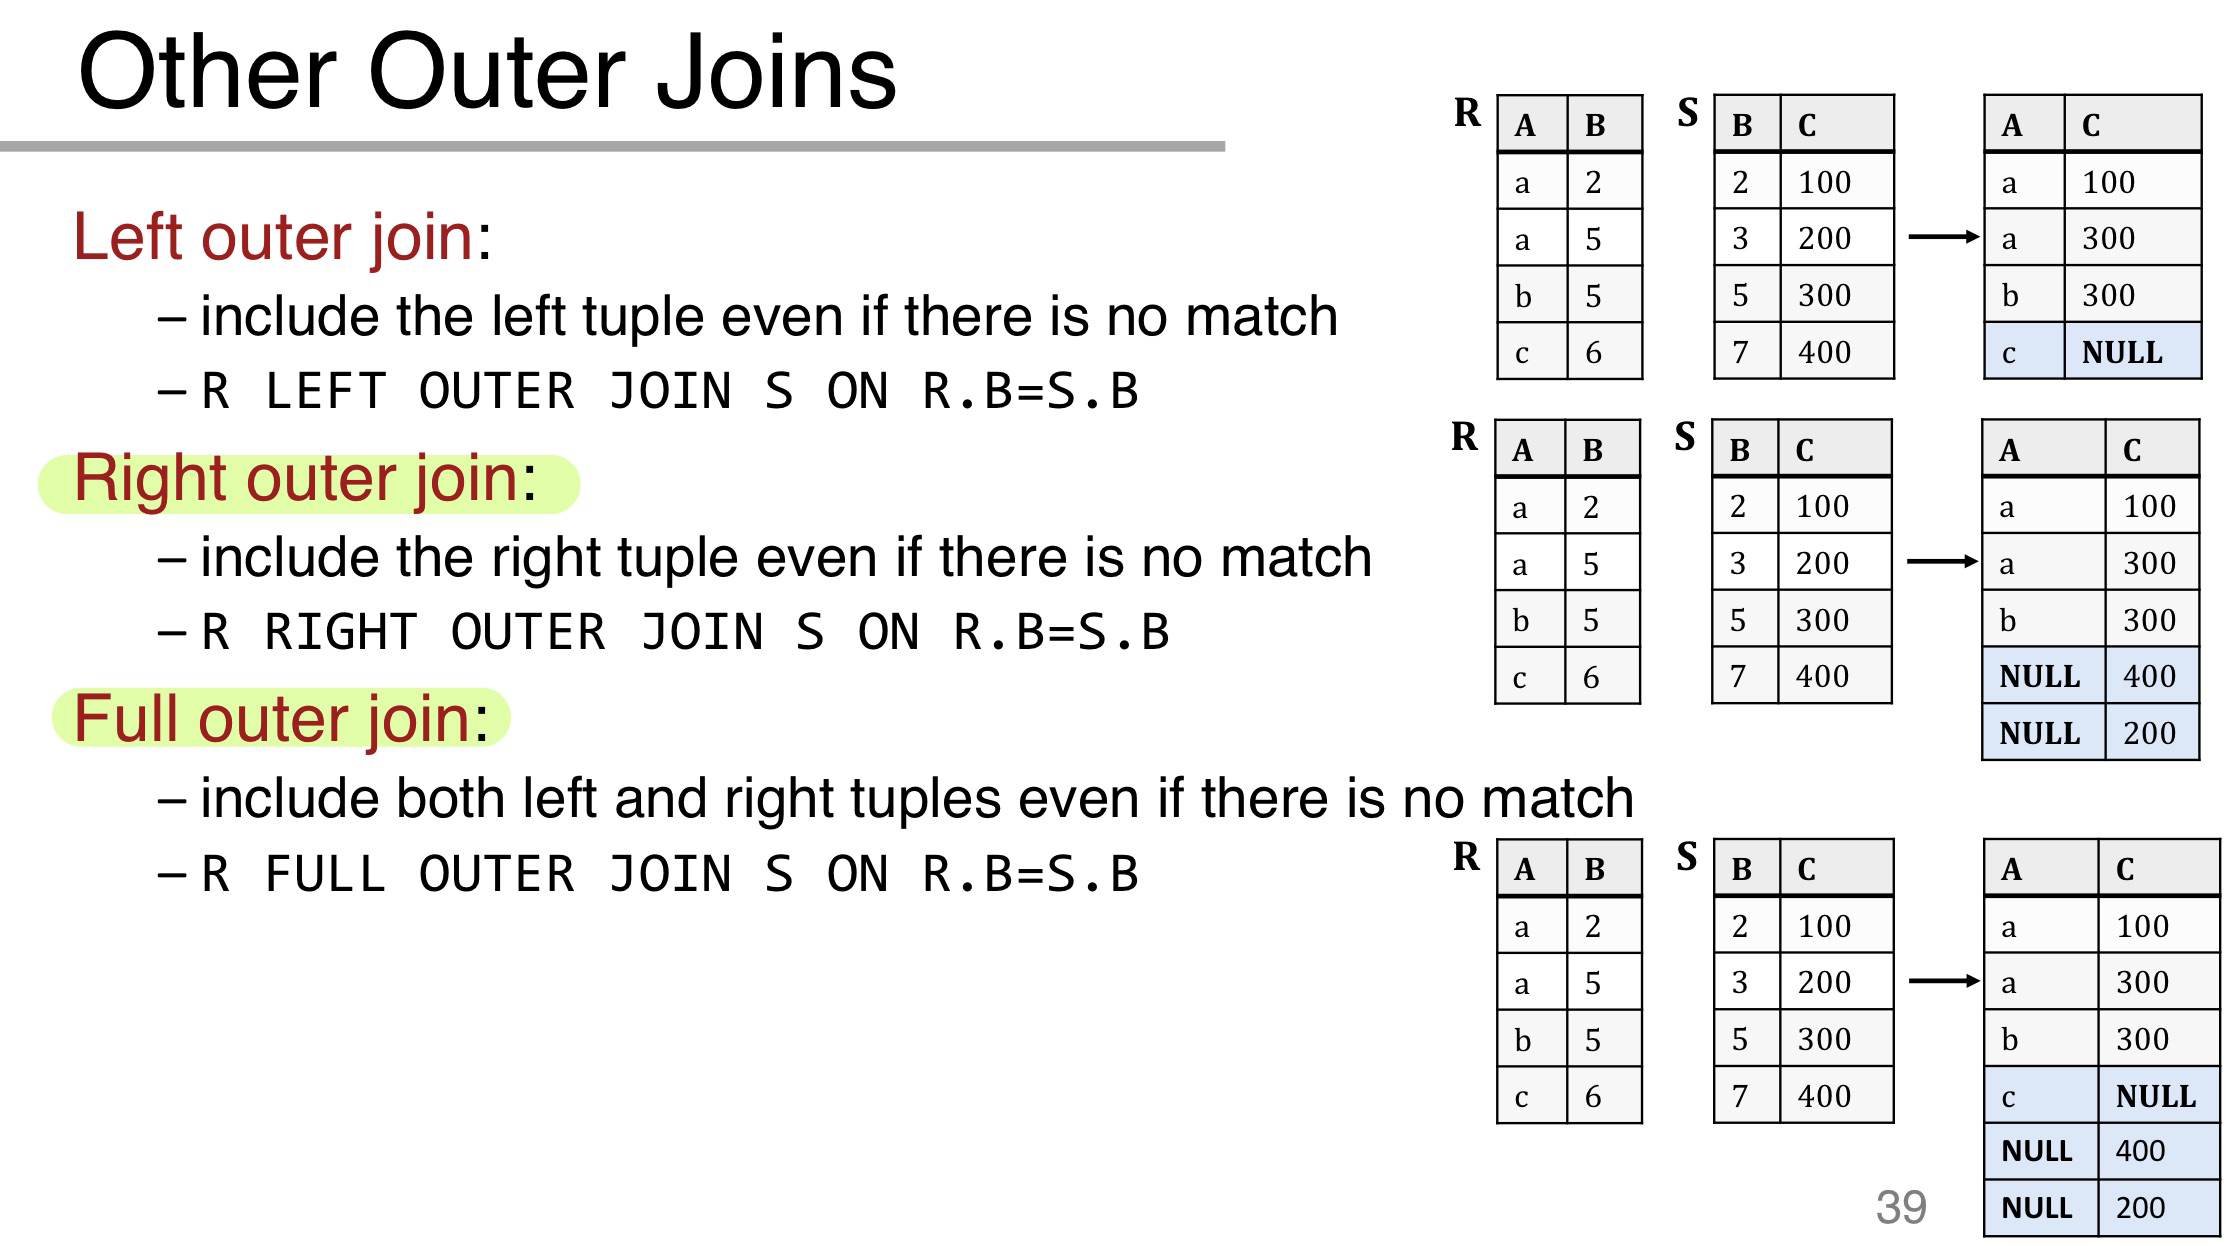 Other Outer Joins
Left outer join:
– include the left tuple even if there is no match
– R LEFT OUTER JOIN S ON R.B=S.B
Right outer join:
– include the right tuple even if there is no match
– R RIGHT OUTER JOIN S ON R.B=S.B
Full outer join:
– include both left and right tuples even if there is no match
– R FULL OUTER JOIN S ON R.B=S.B
R A B S B C A C
a 2 2 100 a 100
a 5 3 200 a 300
b 5 5 300 b 300
c 6 7 400 c NULL
R A B S B C A C
a 2 2 100 a 100
a 5 3 200 a 300
b 5 5 300 b 300
c 6 7 400 NULL 400
NULL 200
R A B S B C A C
a 2 2 100 a 100
a 5 3 200 a 300
b 5 5 300 b 300
c 6 7 400 c NULL
NULL 400
NULL 200
39